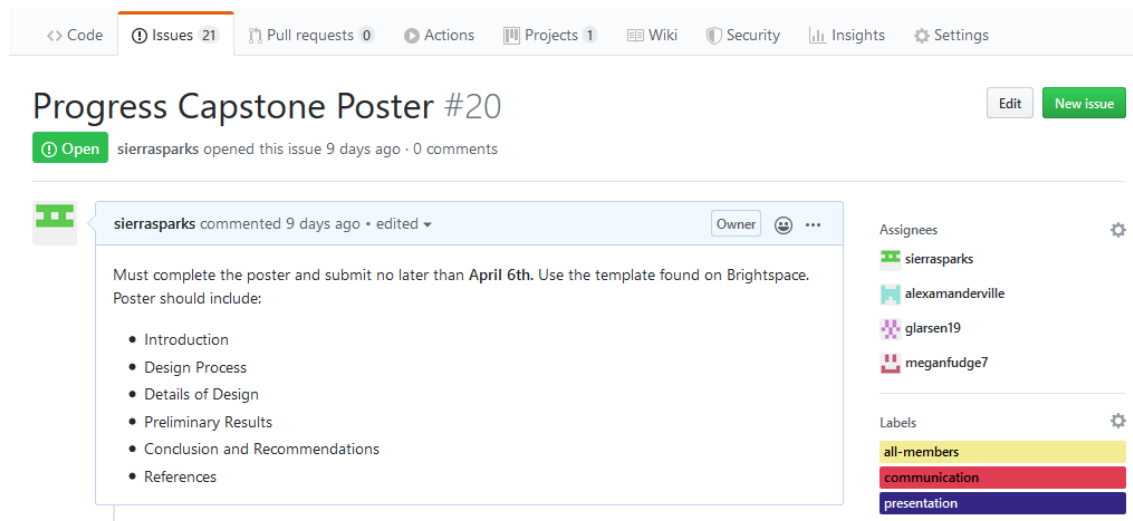 <> Code Issues 21 Pull requests 0 Actions Projects 1 Wiki Security Insights Settings
Progress Capstone Poster #20
Edit New issue
Open sierrasparks opened this issue 9 days ago · 0 comments
sierrasparks commented 9 days ago • edited
Owner
Must complete the poster and submit no later than April 6th. Use the template found on Brightspace.
Poster should include:
• Introduction
• Design Process
• Details of Design
• Preliminary Results
• Conclusion and Recommendations
• References
Assignees
sierrasparks
alexamanderville
glarsen19
meganfudge7
Labels
all-members
communication
presentation